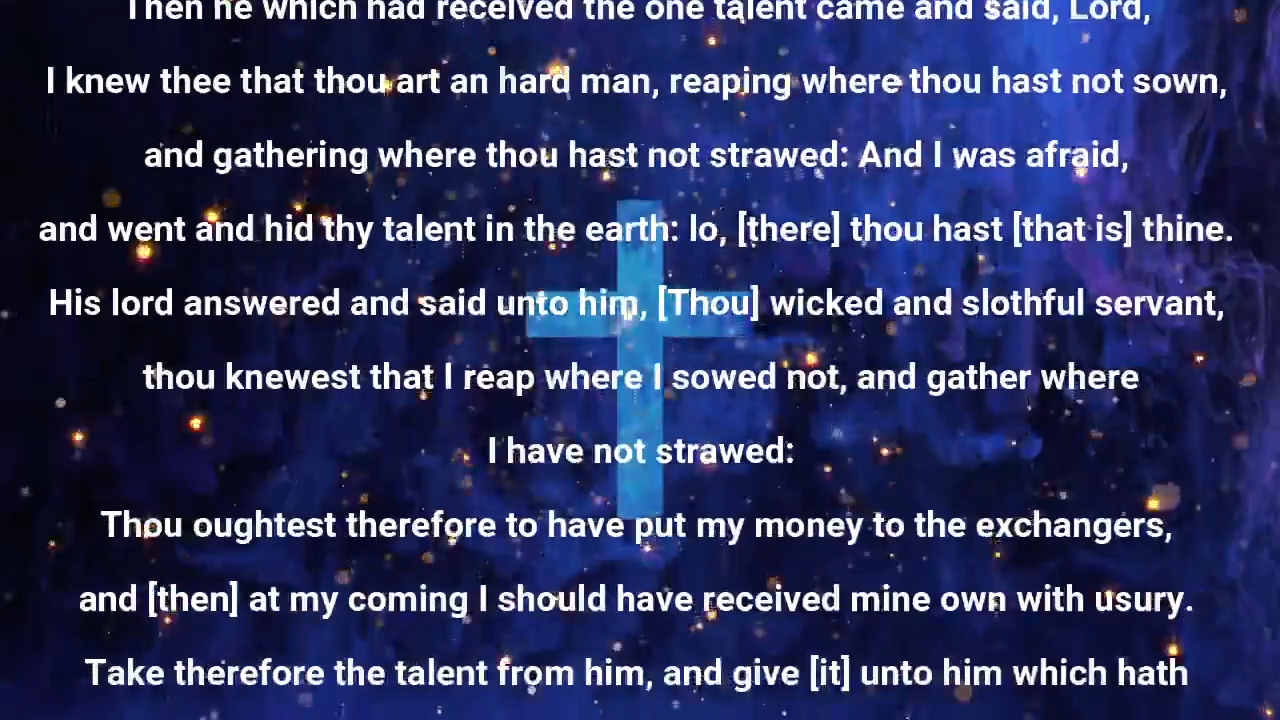 Then he which had received the one talent came and said, Lord,
I knew thee that thou art an hard man, reaping where thou hast not sown,
and gathering where thou hast not strawed: And I was afraid,
and went and hid thy talent in the earth: lo, [there] thou hast [that is] thine.
His lord answered and said unto him, [Thou] wicked and slothful servant,
thou knewest that I reap where I sowed not, and gather where
I have not strawed:
Thou oughtest therefore to have put my money to the exchangers,
and [then] at my coming I should have received mine own with usury.
Take therefore the talent from him, and give [it] unto him which hath